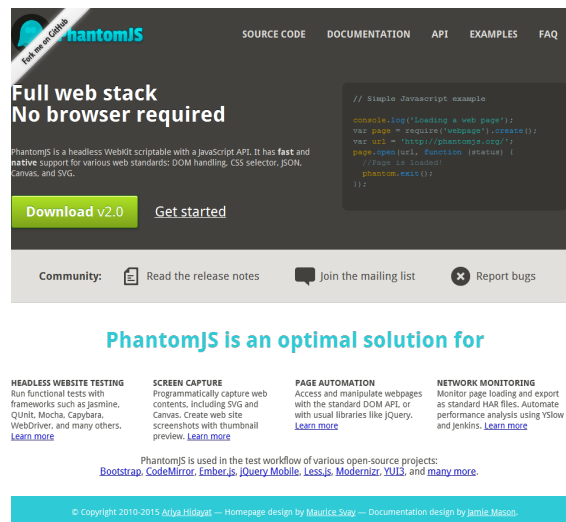 Fork me on GitHub
PhantomJS
SOURCE CODE DOCUMENTATION API EXAMPLES FAQ
Full web stack
No browser required
PhantomJS is a headless WebKit scriptable with a JavaScript API. It has fast and
native support for various web standards: DOM handling, CSS selector, JSON,
Canvas, and SVG.
Download v2.0 Get started
// Simple Javascript example
console.log('Loading a web page');
var page = require('webpage').create();
var url = 'http://phantomjs.org/';
page.open(url, function (status) {
//Page is loaded!
phantom.exit();
});
Community: Read the release notes Join the mailing list Report bugs
PhantomJS is an optimal solution for
HEADLESS WEBSITE TESTING
Run functional tests with
frameworks such as Jasmine,
QUnit, Mocha, Capybara,
WebDriver, and many others.
Learn more
SCREEN CAPTURE
Programmatically capture web
contents, including SVG and
Canvas. Create web site
screenshots with thumbnail
preview. Learn more
PAGE AUTOMATION
Access and manipulate webpages
with the standard DOM API, or
with usual libraries like jQuery.
Learn more
NETWORK MONITORING
Monitor page loading and export
as standard HAR files. Automate
performance analysis using YSlow
and Jenkins. Learn more
PhantomJS is used in the test workflow of various open-source projects:
Bootstrap, CodeMirror, Ember.js, jQuery Mobile, Less.js, Modernizr, YUI3, and many more.
© Copyright 2010-2015 Ariya Hidayat — Homepage design by Maurice Svay — Documentation design by Jamie Mason.